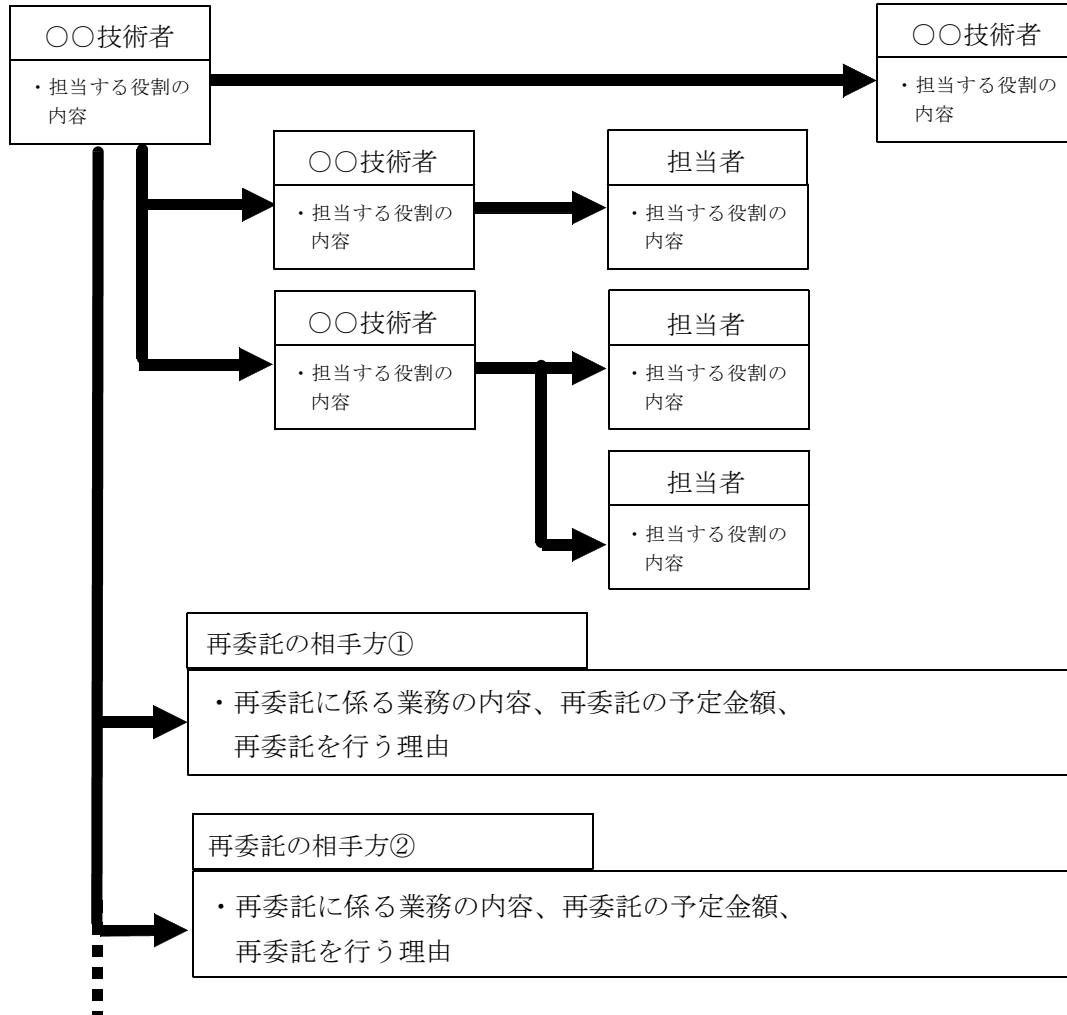 〇〇技術者
・担当する役割の
内容
〇〇技術者
・担当する役割の
内容
〇〇技術者
・担当する役割の
内容
担当者
・担当する役割の
内容
〇〇技術者
・担当する役割の
内容
担当者
・担当する役割の
内容
担当者
・担当する役割の
内容
再委託の相手方①
・再委託に係る業務の内容、再委託の予定金額、
再委託を行う理由
再委託の相手方②
・再委託に係る業務の内容、再委託の予定金額、
再委託を行う理由